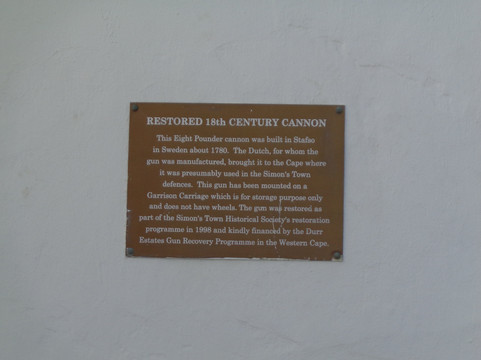 RESTORED 18th CENTURY CANNON
This Eight Pounder cannon was built in Stafso
in Sweden about 1780. The Dutch, for whom the
gun was manufactured, brought it to the Cape where
it was presumably used in the Simon's Town
defences. This gun has been mounted on a
Garrison Carriage which is for storage purpose only
and does not have wheels. The gun was restored as
part of the Simon's Town Historical Society's restoration
programme in 1998 and kindly financed by the Durr
Estates Gun Recovery Programme in the Western Cape.